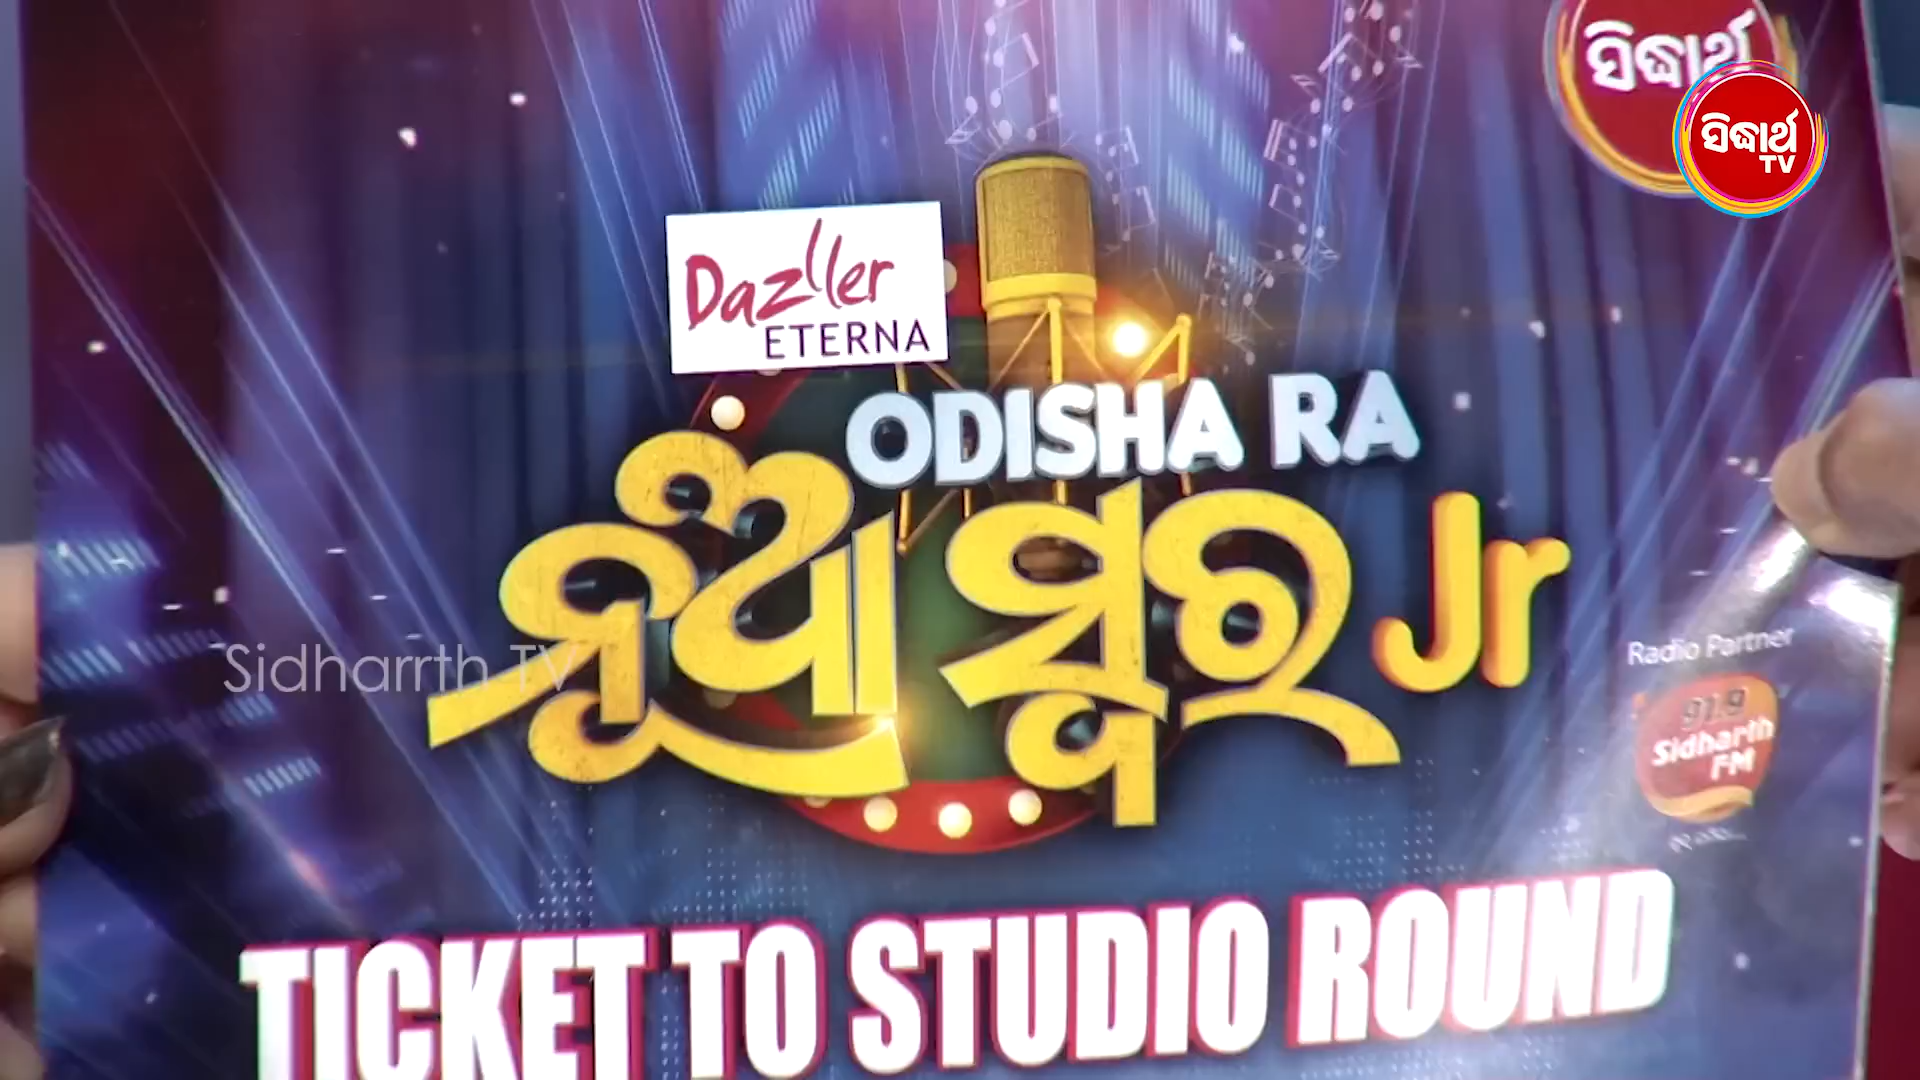 ସିଦ୍ଧାର୍ଥ
ସିଦ୍ଧାର୍ଥ
TV
Dazller
ETERNA
ODISHA RA
ନୂଆ ସ୍ୱର Jr
Sidharrth TV
Radio Partner
91.9
Sidharth
FM
TICKET TO STUDIO ROUND